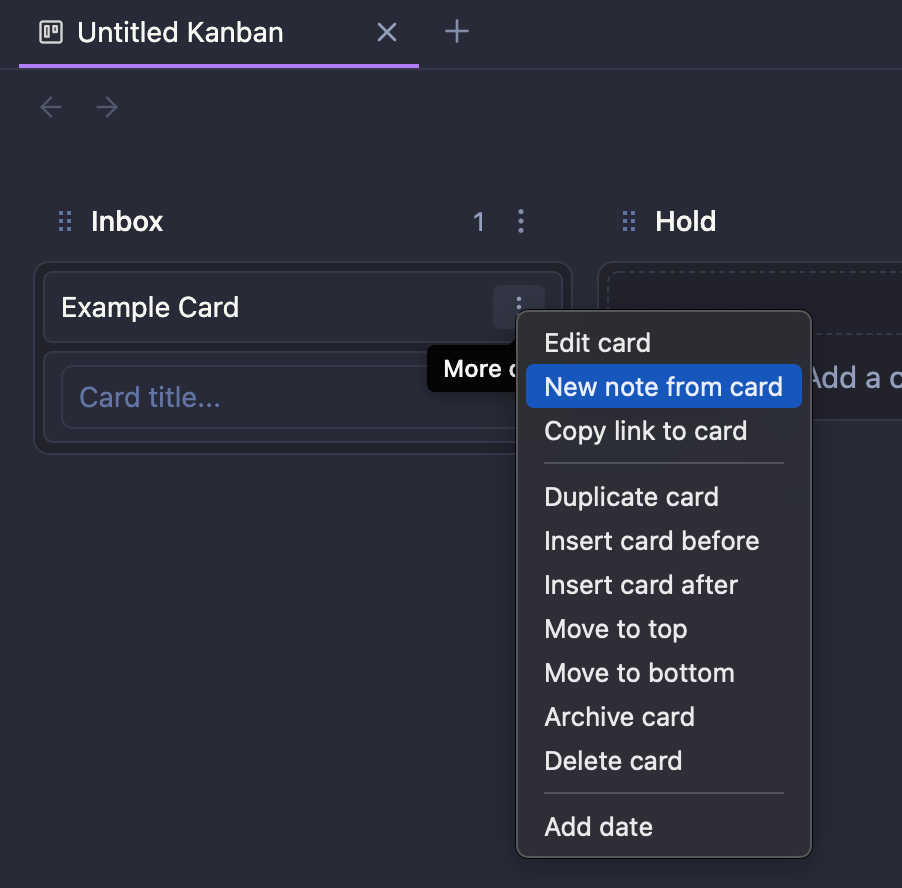 Untitled Kanban
Inbox
1
Hold
Example Card
More
Card title...
Add a
Edit card
New note from card
Copy link to card
Duplicate card
Insert card before
Insert card after
Move to top
Move to bottom
Archive card
Delete card
Add date